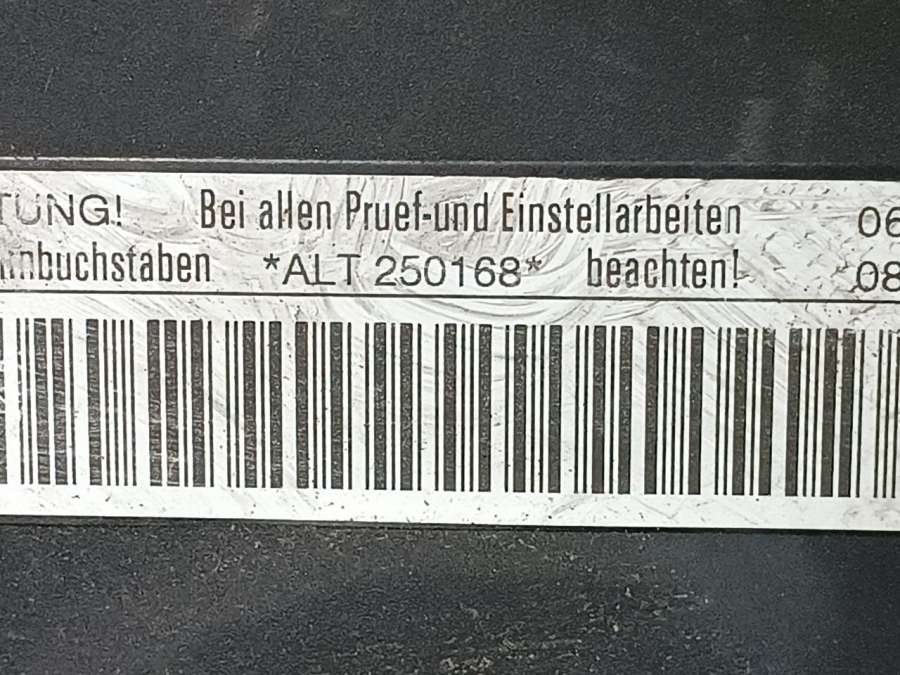 TUNG! Bei allen Pruef-und Einstellarbeiten 06
nbuchstaben *ALT 250168* beachten! 08